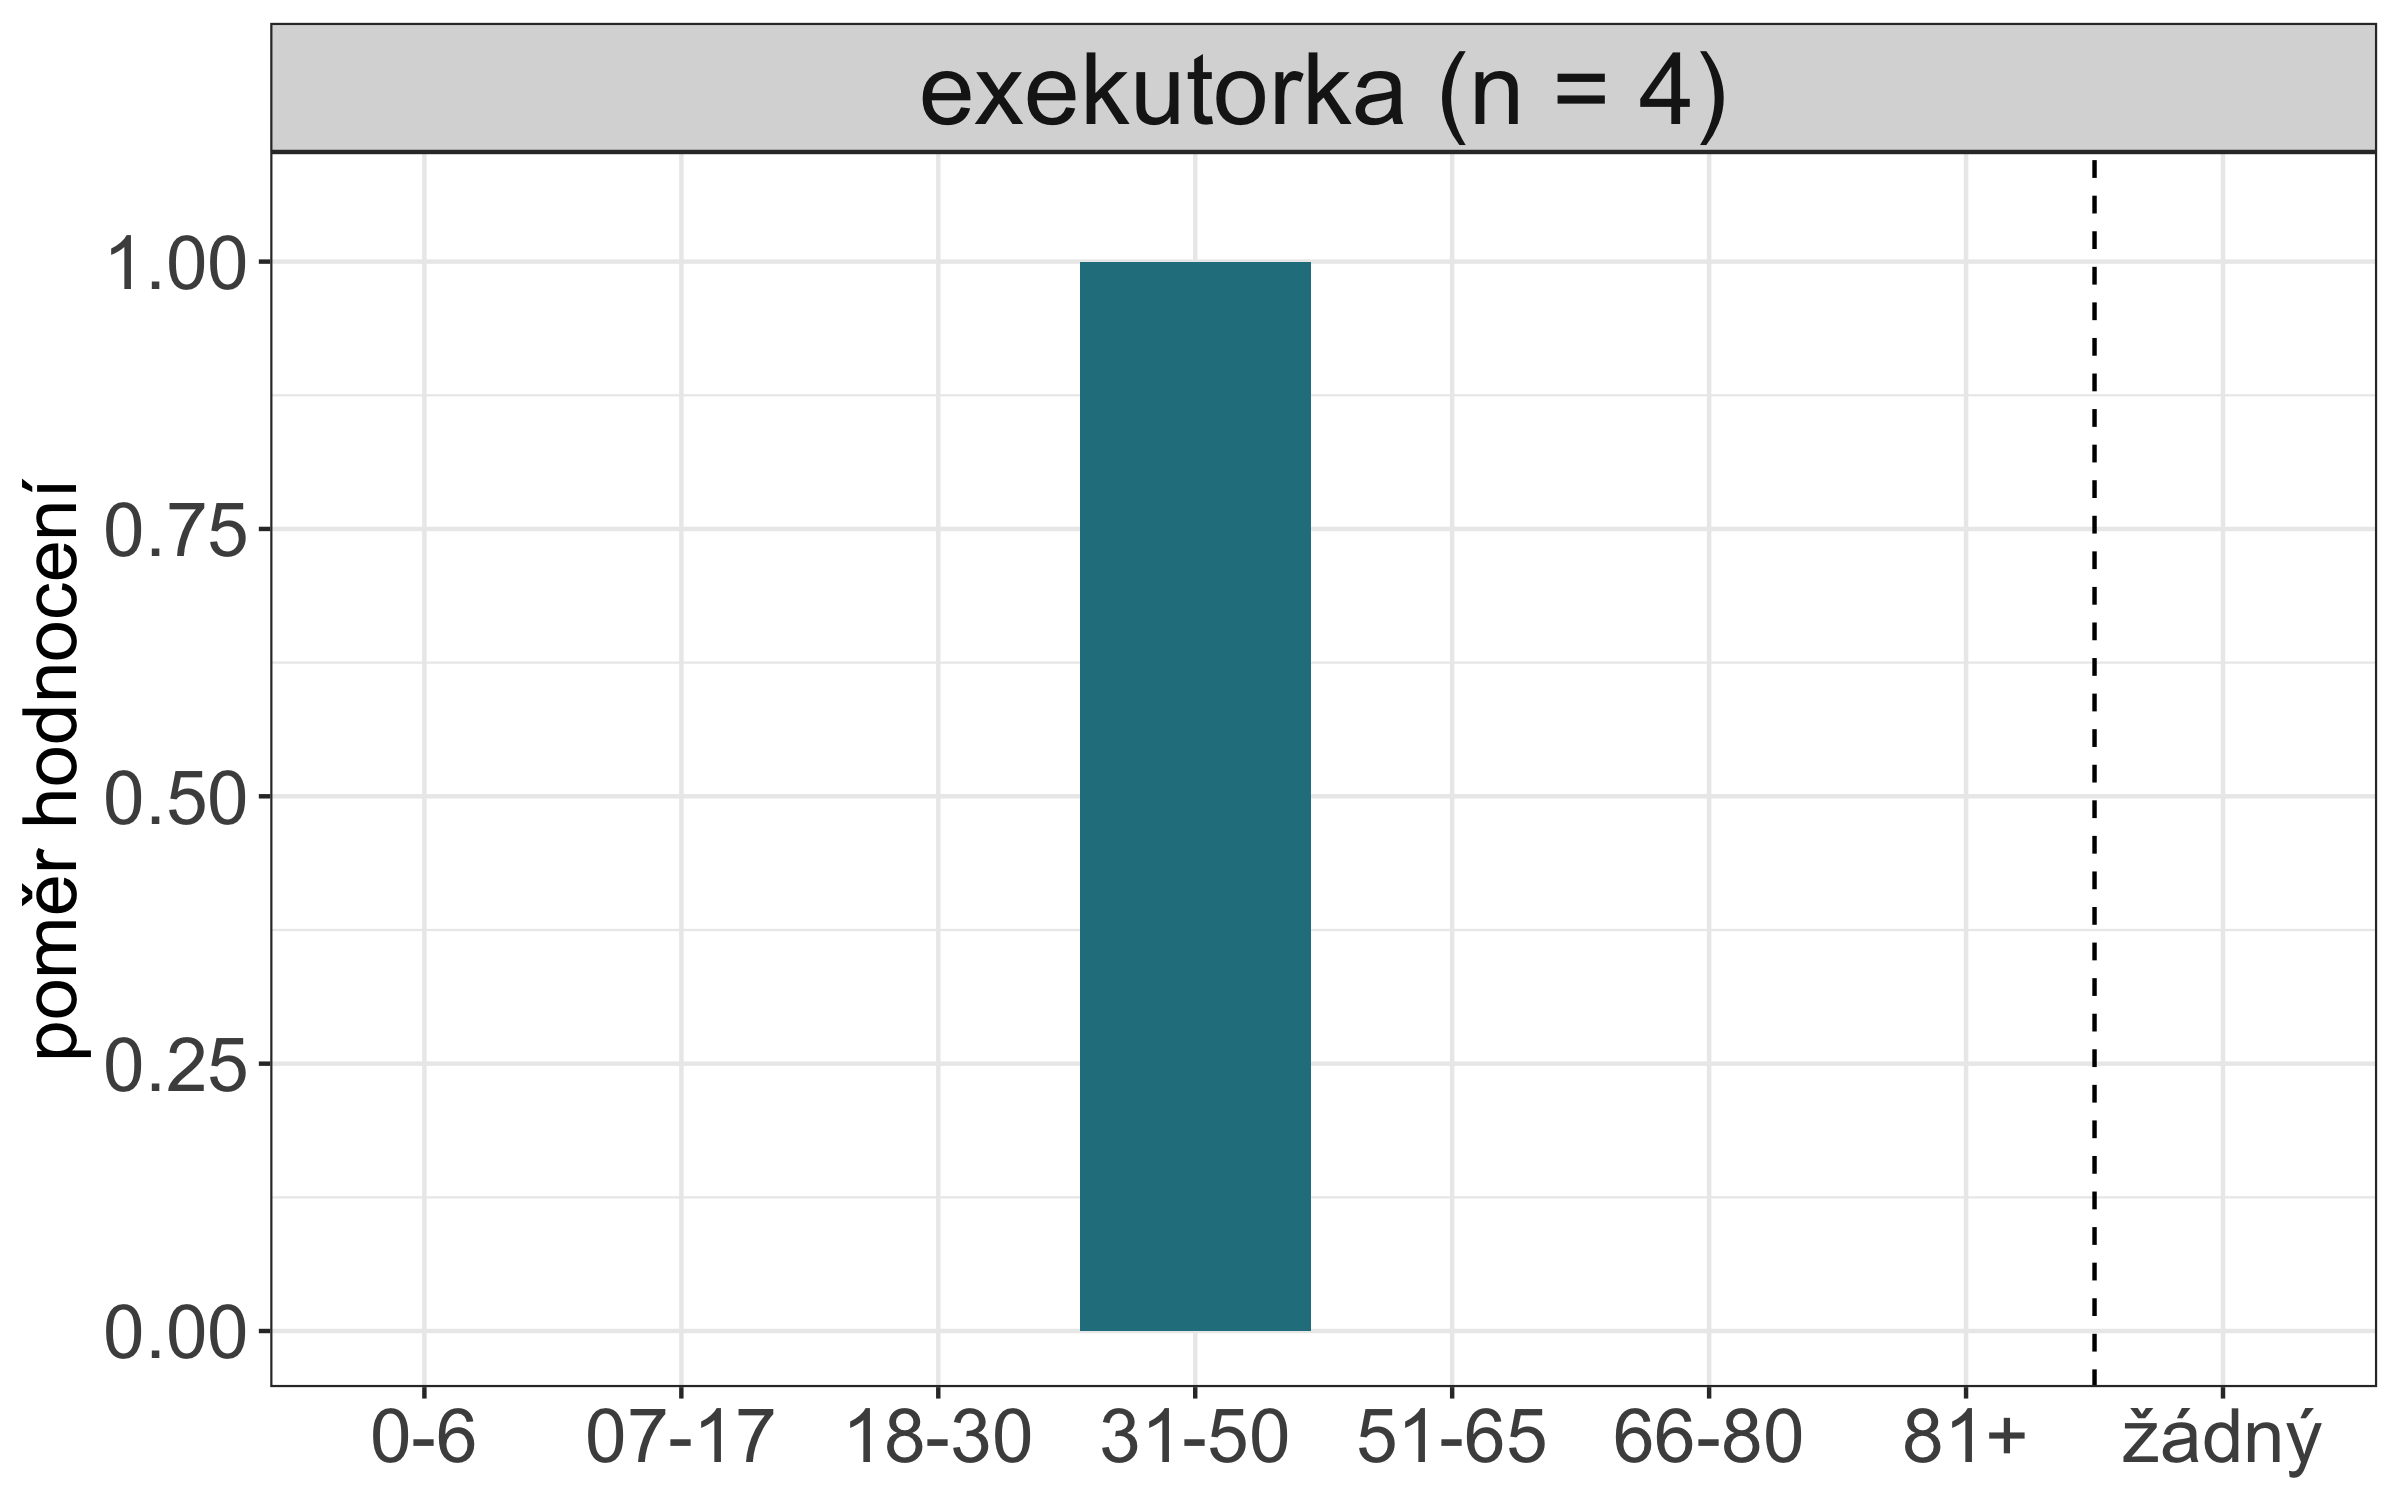 exekutorka (n = 4)
poměr hodnocení
1.00
0.75
0.50
0.25
0.00
0-6 07-17 18-30 31-50 51-65 66-80 81+ žádný